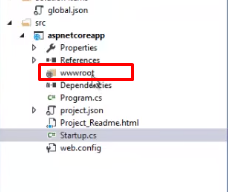 global.json
src
aspnetcoreapp
Properties
References
wwwroot
Dependencies
Program.cs
project.json
Project_Readme.html
Startup.cs
web.config